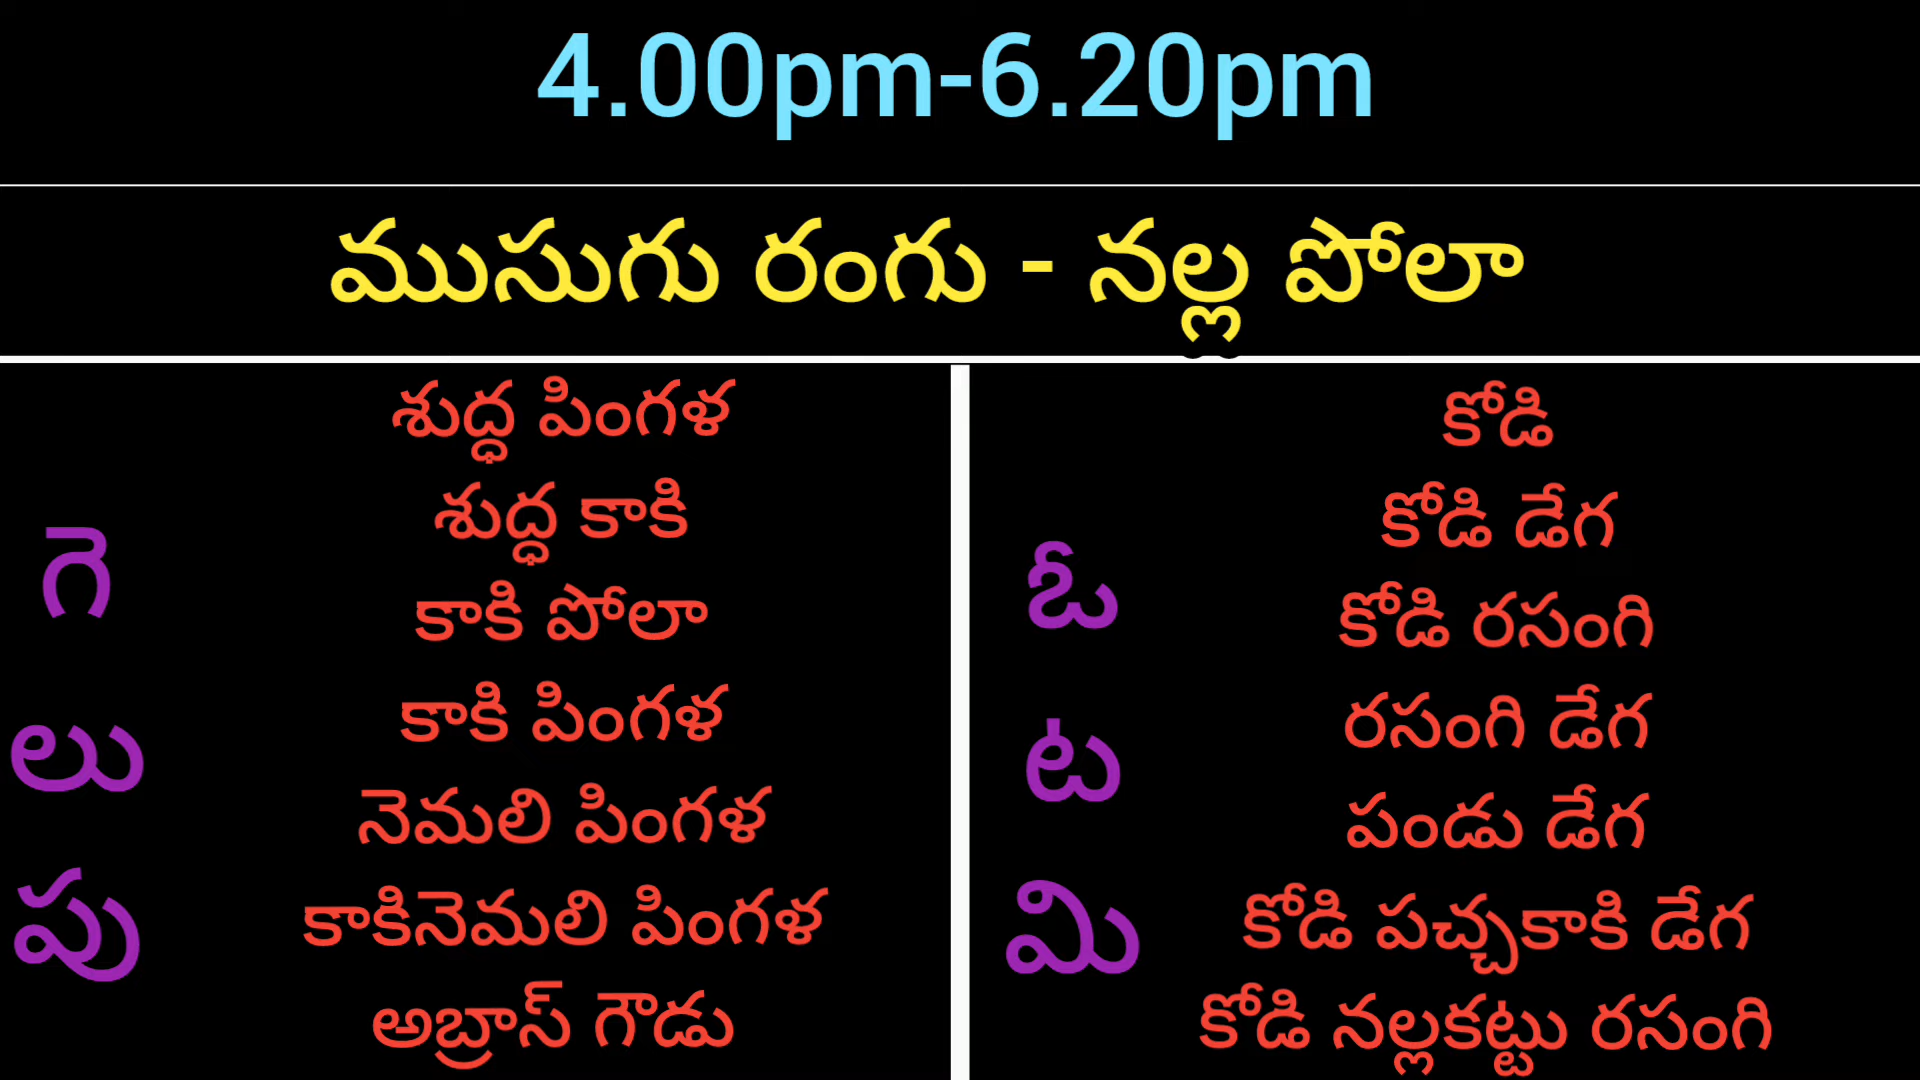 4.00pm-6.20pm
ముసుగు రంగు - నల్ల పోలా
గెలుపు
శుద్ధ పింగళ
శుద్ధ కాకి
కాకి పోలా
కాకి పింగళ
నెమలి పింగళ
కాకినెమలి పింగళ
అబ్రాస్ గౌడు
ఓటమి
కోడి
కోడి డేగ
కోడి రసంగి
రసంగి డేగ
పండు డేగ
కోడి పచ్చకాకి డేగ
కోడి నల్లకట్టు రసంగి